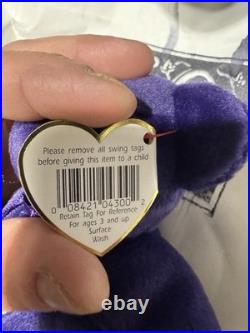 Please remove all swing tags
before giving this item to a child
0 08421 04300 2
Retain Tag For Reference
For ages 3 and up
Surface
Wash.